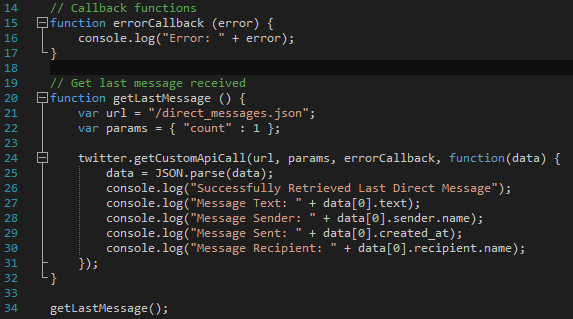 14 // Callback functions
15 function errorCallback (error) {
16     console.log("Error: " + error);
17 }
18
19 // Get last message received
20 function getLastMessage () {
21     var url = "/direct_messages.json";
22     var params = { "count" : 1 };
23
24     twitter.getCustomApiCall(url, params, errorCallback, function(data) {
25         data = JSON.parse(data);
26         console.log("Successfully Retrieved Last Direct Message");
27         console.log("Message Text: " + data[0].text);
28         console.log("Message Sender: " + data[0].sender.name);
29         console.log("Message Sent: " + data[0].created_at);
30         console.log("Message Recipient: " + data[0].recipient.name);
31     });
32 }
33
34 getLastMessage();